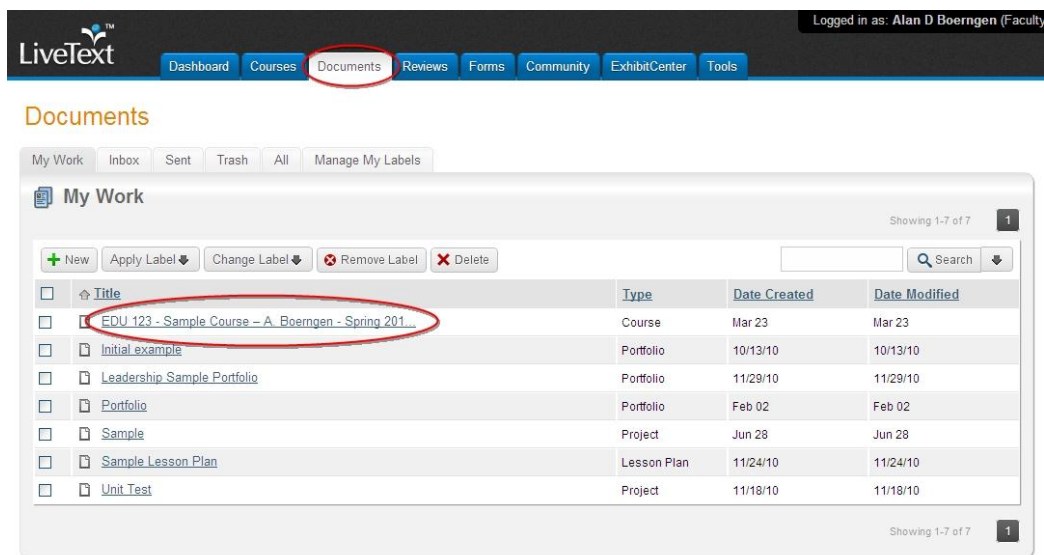 Logged in as: Alan D Boerngen (Faculty
LiveText™
Dashboard Courses Documents Reviews Forms Community ExhibitCenter Tools
Documents
My Work Inbox Sent Trash All Manage My Labels
My Work
Showing 1-7 of 7 1
New Apply Label Change Label Remove Label Delete Search
Title Type Date Created Date Modified
EDU 123 - Sample Course – A. Boerngen - Spring 201... Course Mar 23 Mar 23
Initial example Portfolio 10/13/10 10/13/10
Leadership Sample Portfolio Portfolio 11/29/10 11/29/10
Portfolio Portfolio Feb 02 Feb 02
Sample Project Jun 28 Jun 28
Sample Lesson Plan Lesson Plan 11/24/10 11/24/10
Unit Test Project 11/18/10 11/18/10
Showing 1-7 of 7 1